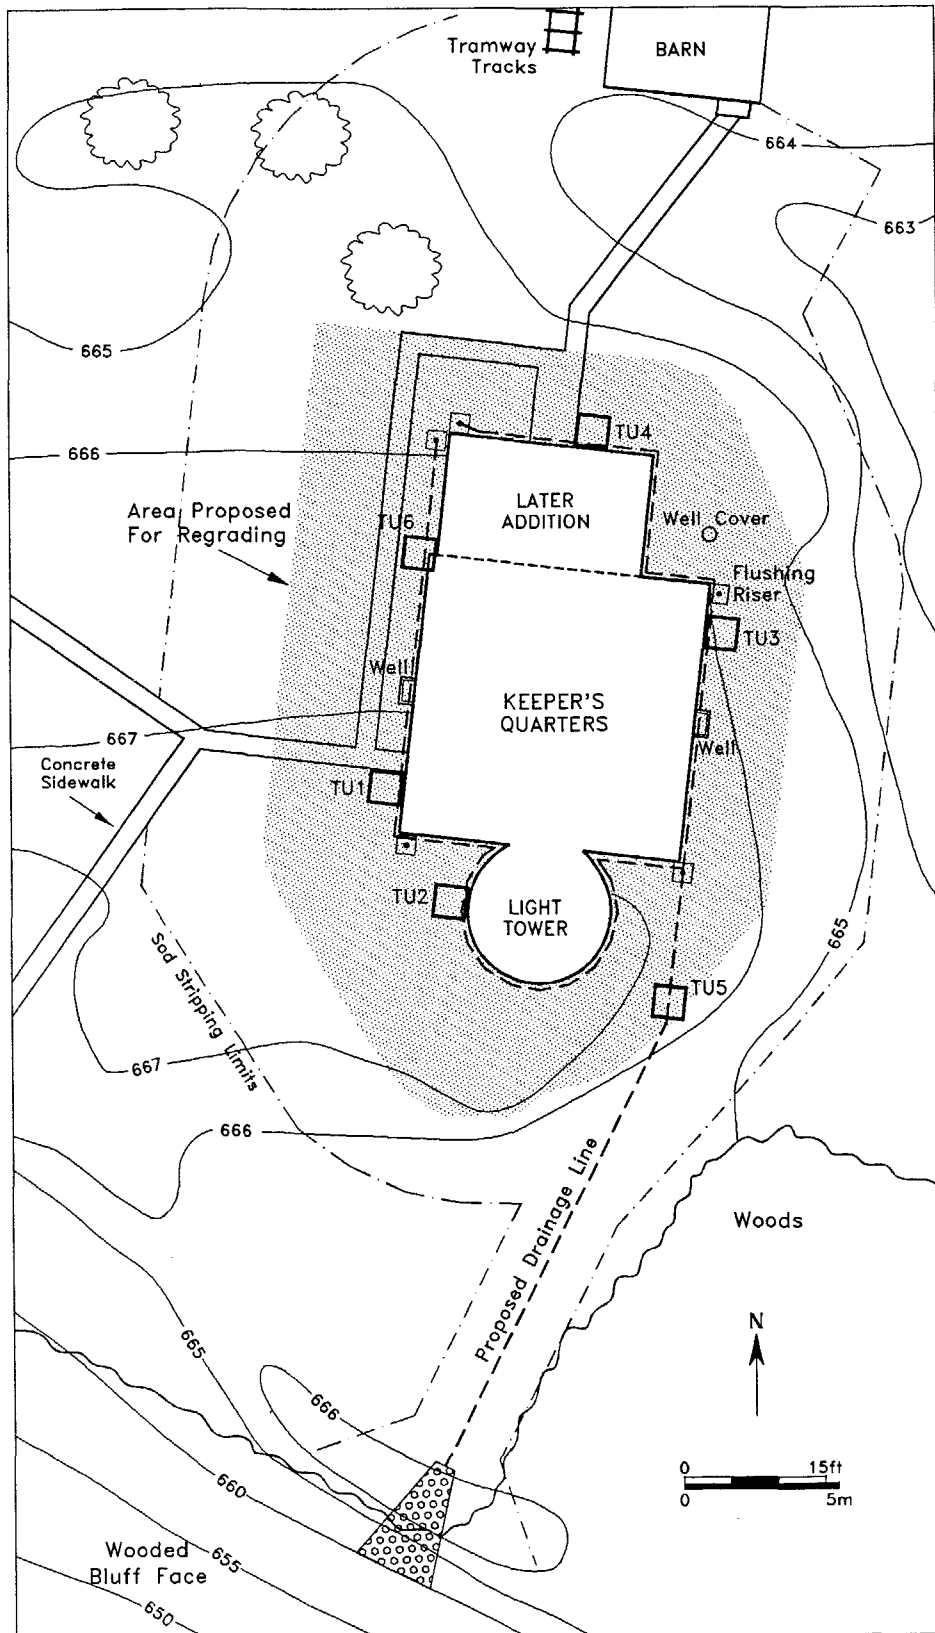 Tramway
Tracks
BARN
664
663
665
TU4
666
LATER
ADDITION
Well Cover
Area Proposed
For Regrading
TU6
Flushing
Riser
TU3
Well
KEEPER'S
QUARTERS
667
Well
Concrete
Sidewalk
TU1
TU2
LIGHT
TOWER
665
Sod Stripping Limits
TU5
667
666
Proposed Drainage Line
Woods
N
665
666
660
0 15ft
0 5m
Wooded
Bluff Face
655
650